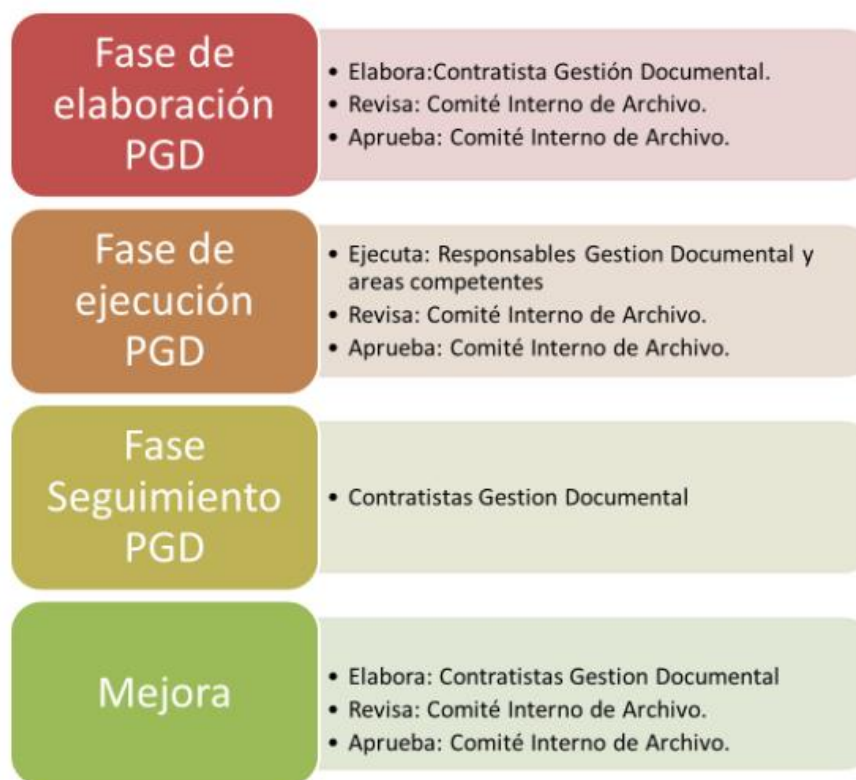 Fase de
elaboración
PGD
• Elabora:Contratista Gestión Documental.
• Revisa: Comité Interno de Archivo.
• Aprueba: Comité Interno de Archivo.
Fase de
ejecución
PGD
• Ejecuta: Responsables Gestion Documental y
areas competentes
• Revisa: Comité Interno de Archivo.
• Aprueba: Comité Interno de Archivo.
Fase
Seguimiento
PGD
• Contratistas Gestion Documental
Mejora
• Elabora: Contratistas Gestion Documental
• Revisa: Comité Interno de Archivo.
• Aprueba: Comité Interno de Archivo.